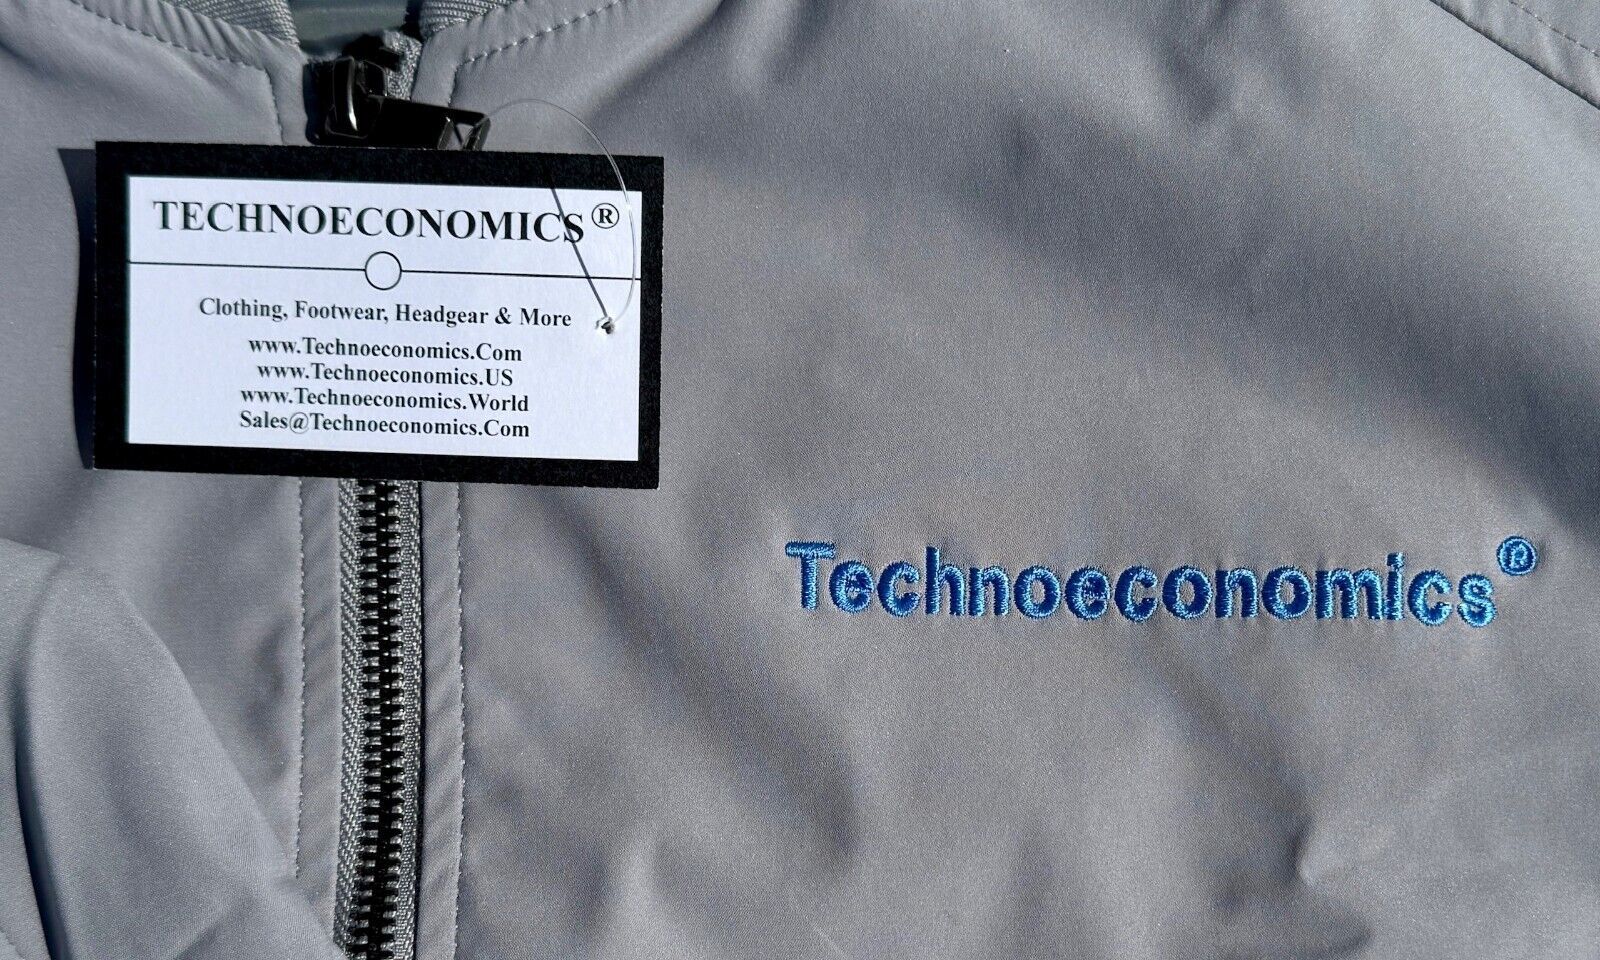 TECHNOECONOMICS®
Clothing, Footwear, Headgear & More
www.Technoeconomics.Com
www.Technoeconomics.US
www.Technoeconomics.World
Sales@Technoeconomics.Com
Technoeconomics®